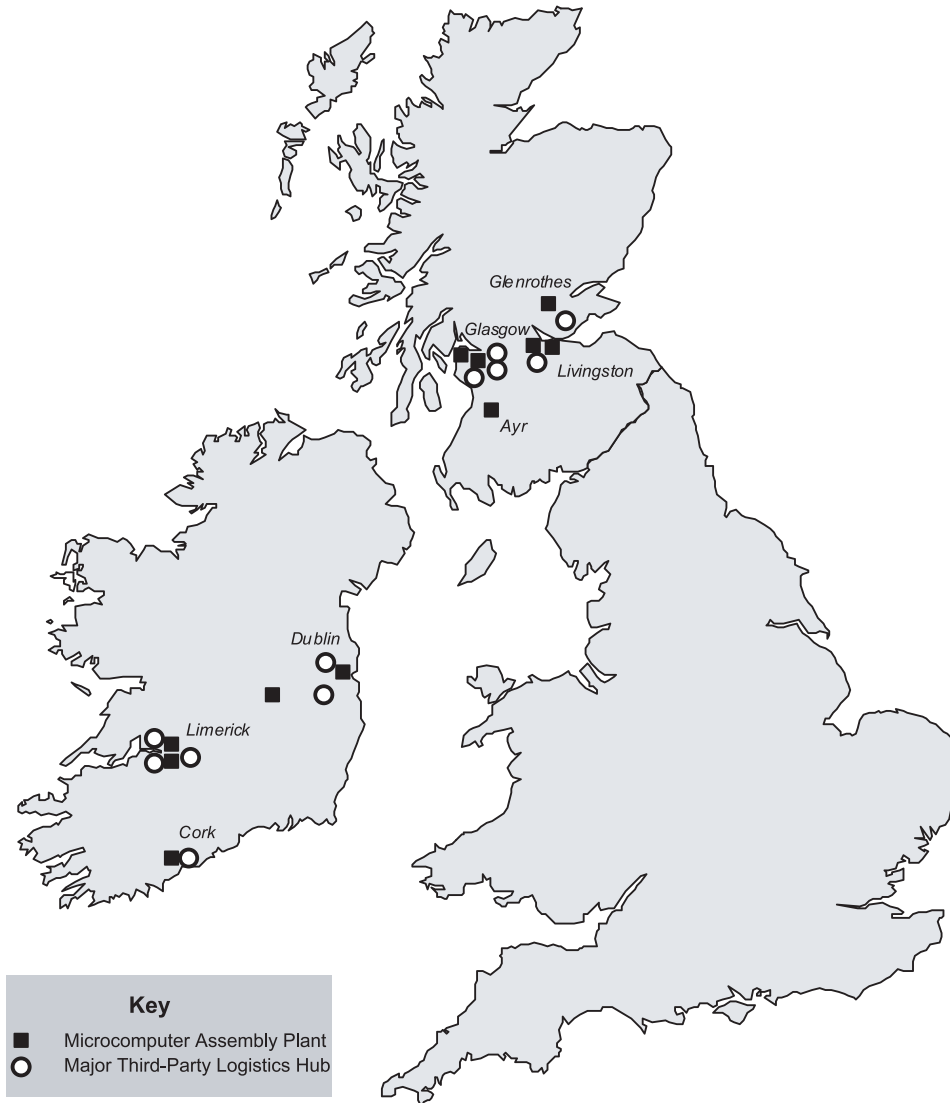 Glenrothes
Glasgow
Livingston
Ayr
Dublin
Limerick
Cork
Key
Microcomputer Assembly Plant
Major Third-Party Logistics Hub